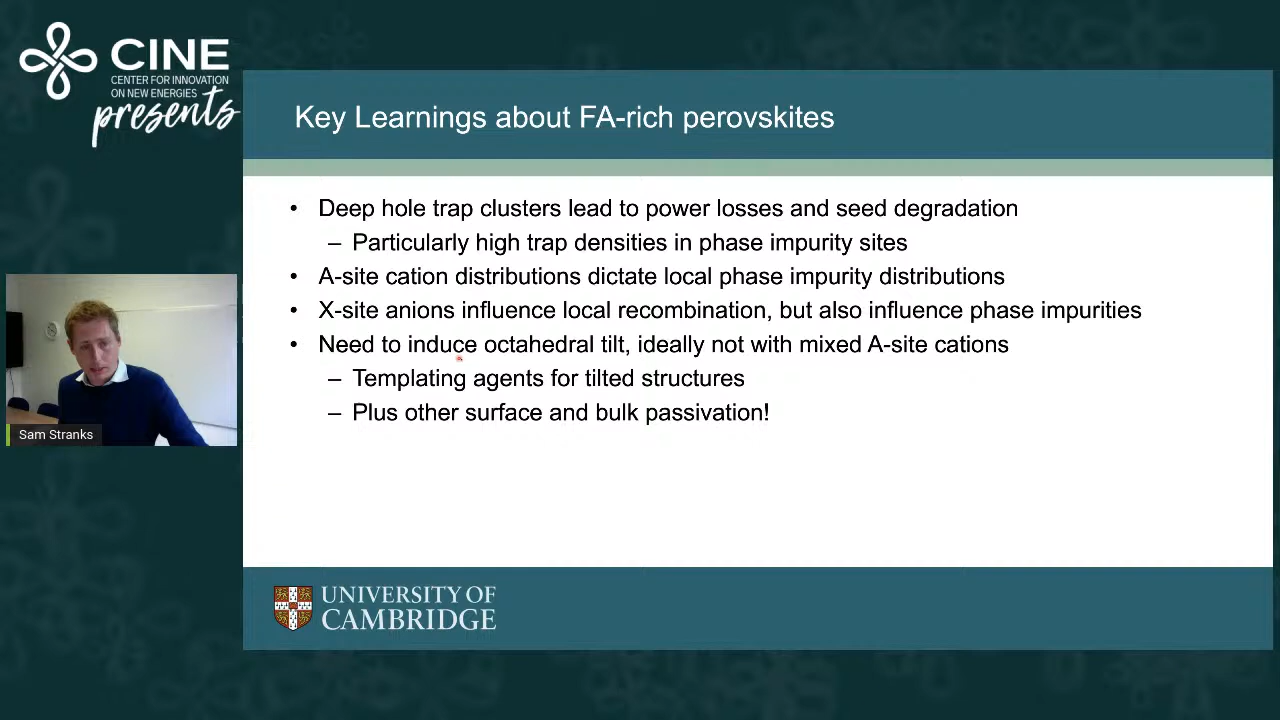 CINE
CENTER FOR INNOVATION
ON NEW ENERGIES
presents
Key Learnings about FA-rich perovskites
• Deep hole trap clusters lead to power losses and seed degradation
– Particularly high trap densities in phase impurity sites
• A-site cation distributions dictate local phase impurity distributions
• X-site anions influence local recombination, but also influence phase impurities
• Need to induce octahedral tilt, ideally not with mixed A-site cations
– Templating agents for tilted structures
– Plus other surface and bulk passivation!
Sam Stranks
UNIVERSITY OF
CAMBRIDGE